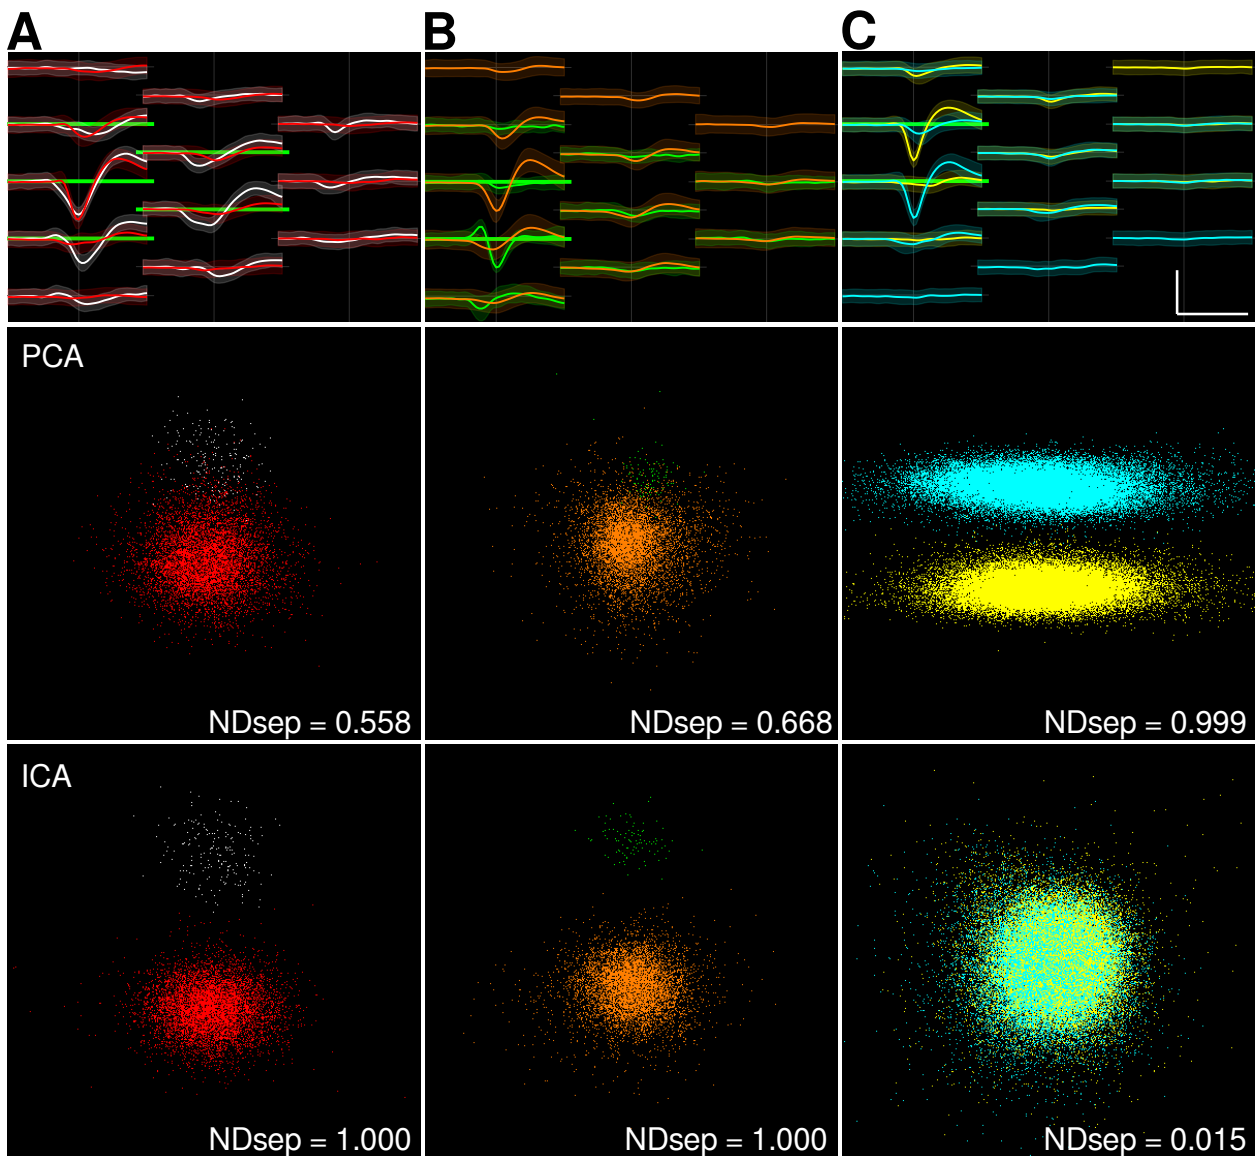 A B C
PCA
NDsep = 0.558 NDsep = 0.668 NDsep = 0.999
ICA
NDsep = 1.000 NDsep = 1.000 NDsep = 0.015